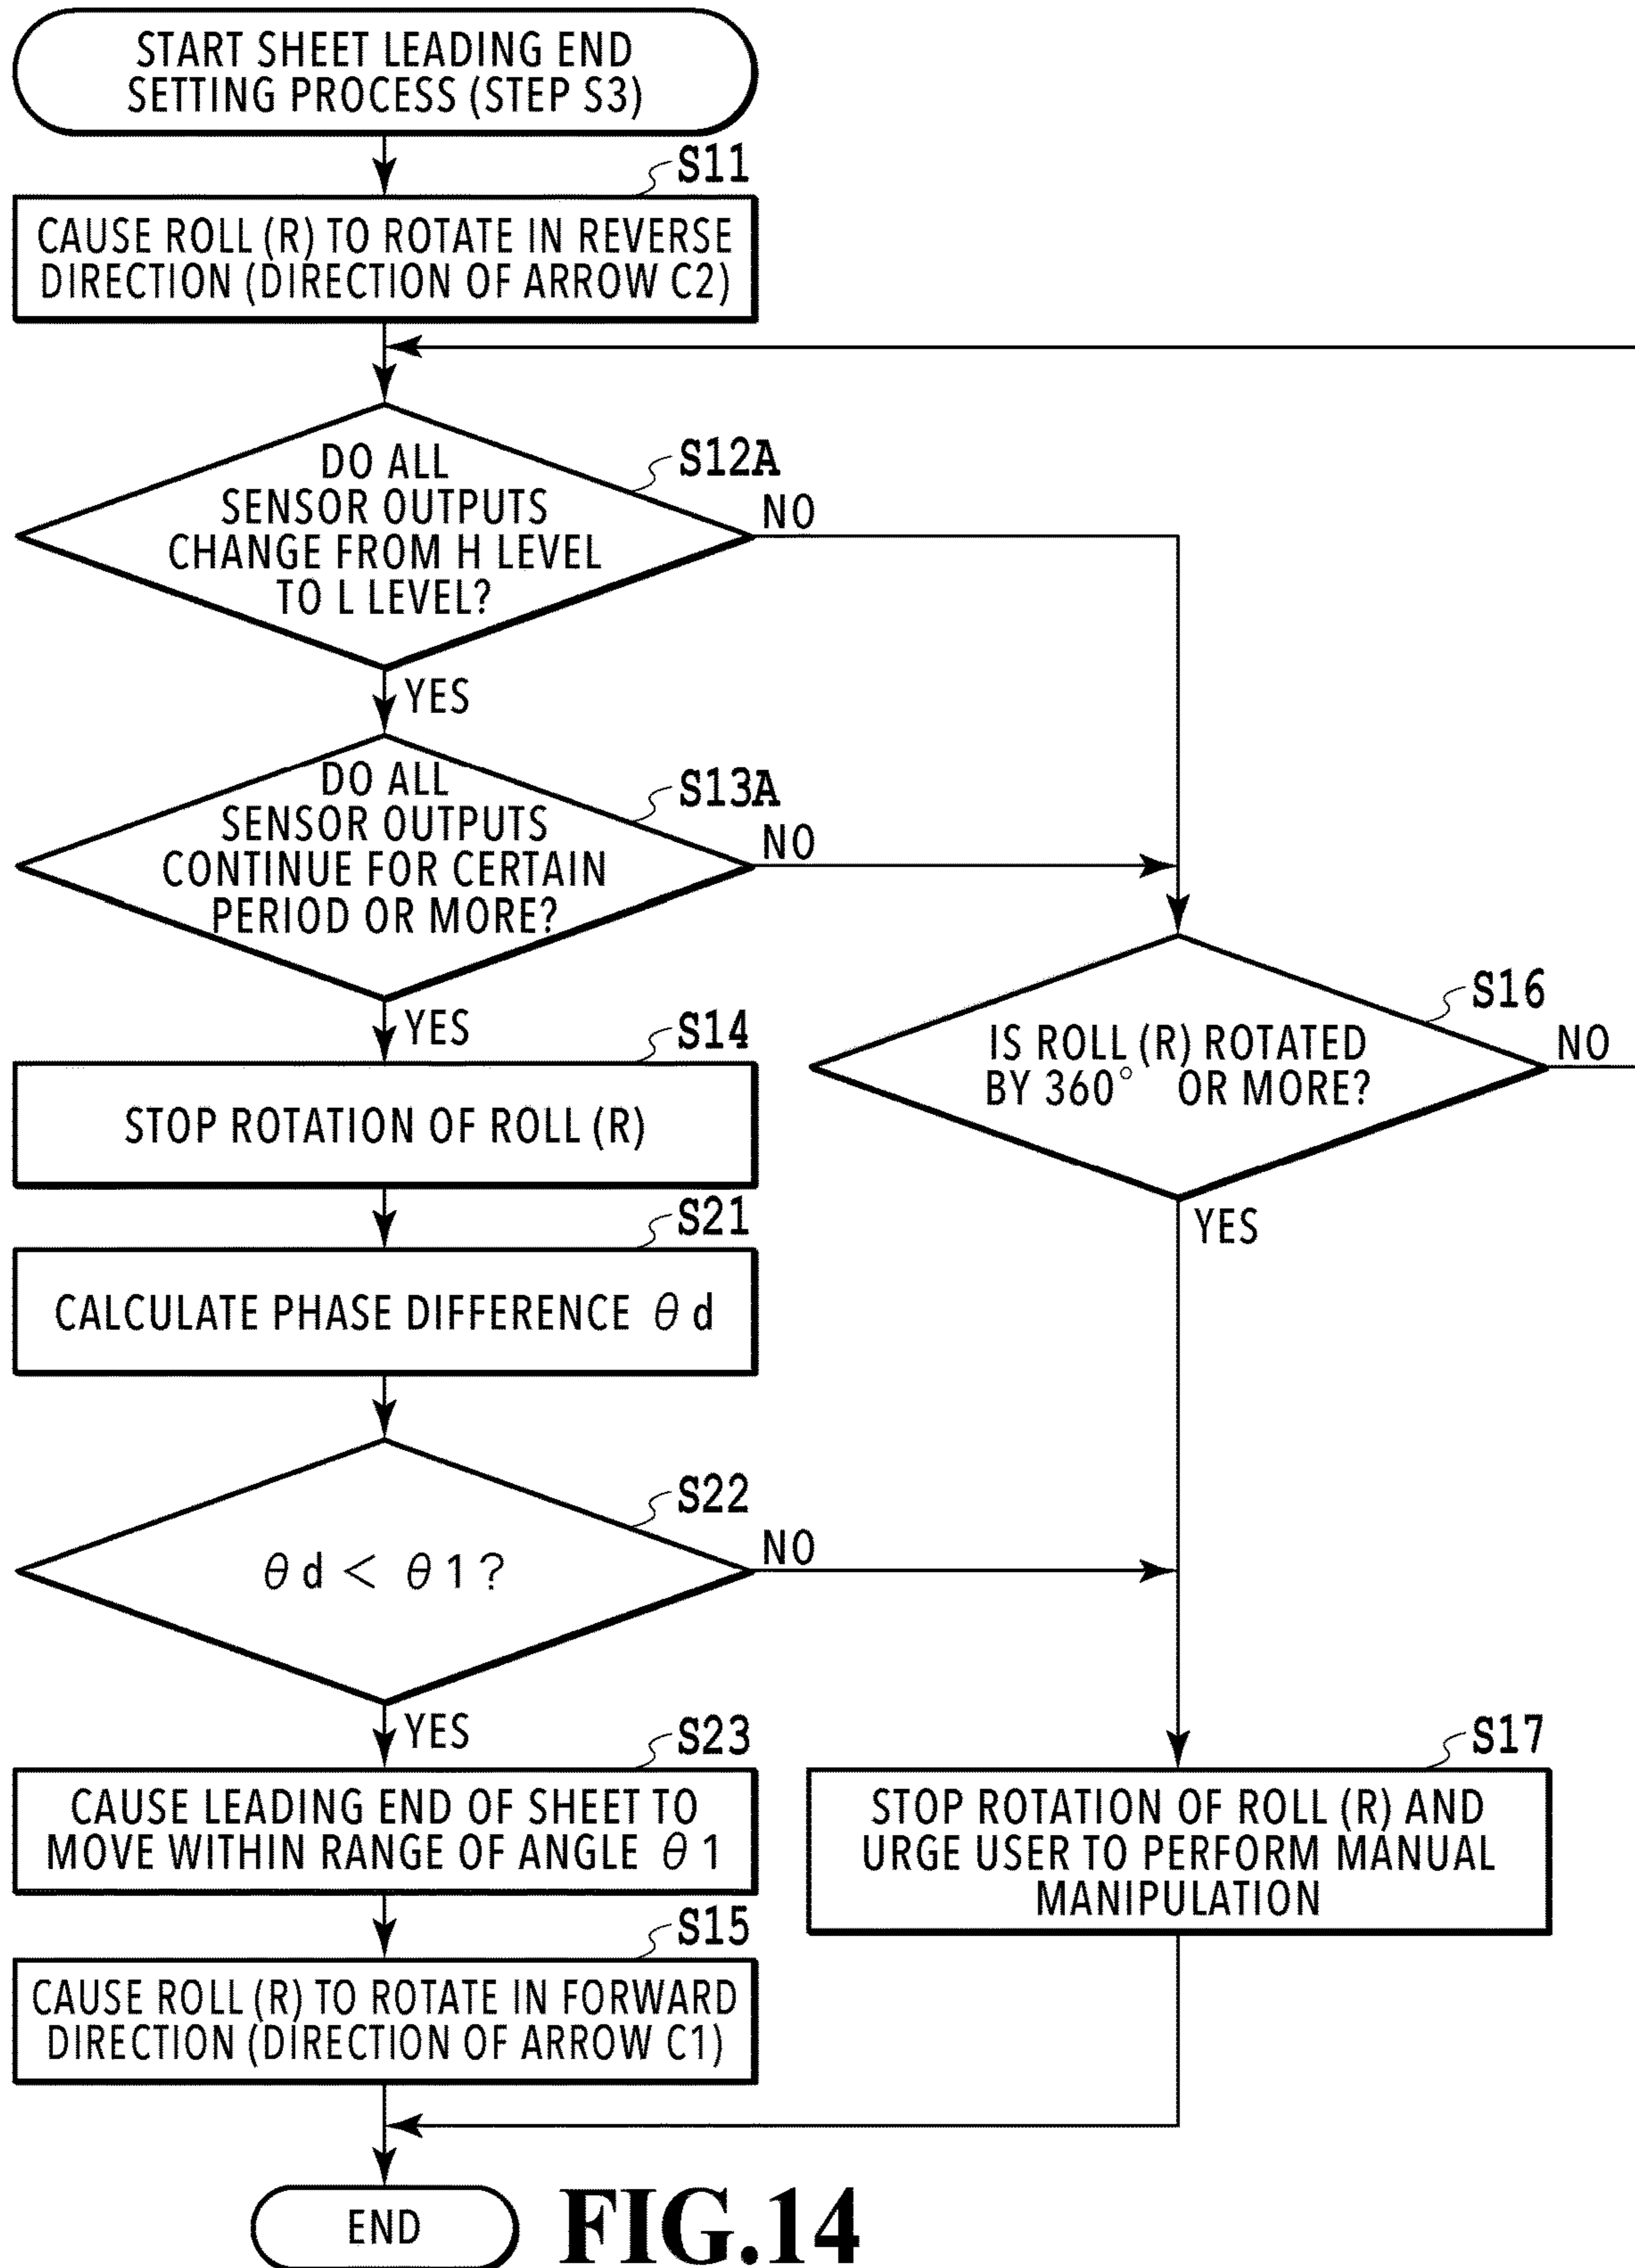 START SHEET LEADING END
SETTING PROCESS (STEP S3)
S11
CAUSE ROLL (R) TO ROTATE IN REVERSE
DIRECTION (DIRECTION OF ARROW C2)
DO ALL
SENSOR OUTPUTS
CHANGE FROM H LEVEL
TO L LEVEL?
S12A
NO
YES
DO ALL
SENSOR OUTPUTS
CONTINUE FOR CERTAIN
PERIOD OR MORE?
S13A
NO
YES
S16
IS ROLL (R) ROTATED
BY 360° OR MORE?
NO
YES
S14
STOP ROTATION OF ROLL (R)
S21
CALCULATE PHASE DIFFERENCE θ d
S22
θ d < θ 1 ?
NO
YES
S23
CAUSE LEADING END OF SHEET TO
MOVE WITHIN RANGE OF ANGLE θ 1
S17
STOP ROTATION OF ROLL (R) AND
URGE USER TO PERFORM MANUAL
MANIPULATION
S15
CAUSE ROLL (R) TO ROTATE IN FORWARD
DIRECTION (DIRECTION OF ARROW C1)
END
FIG.14